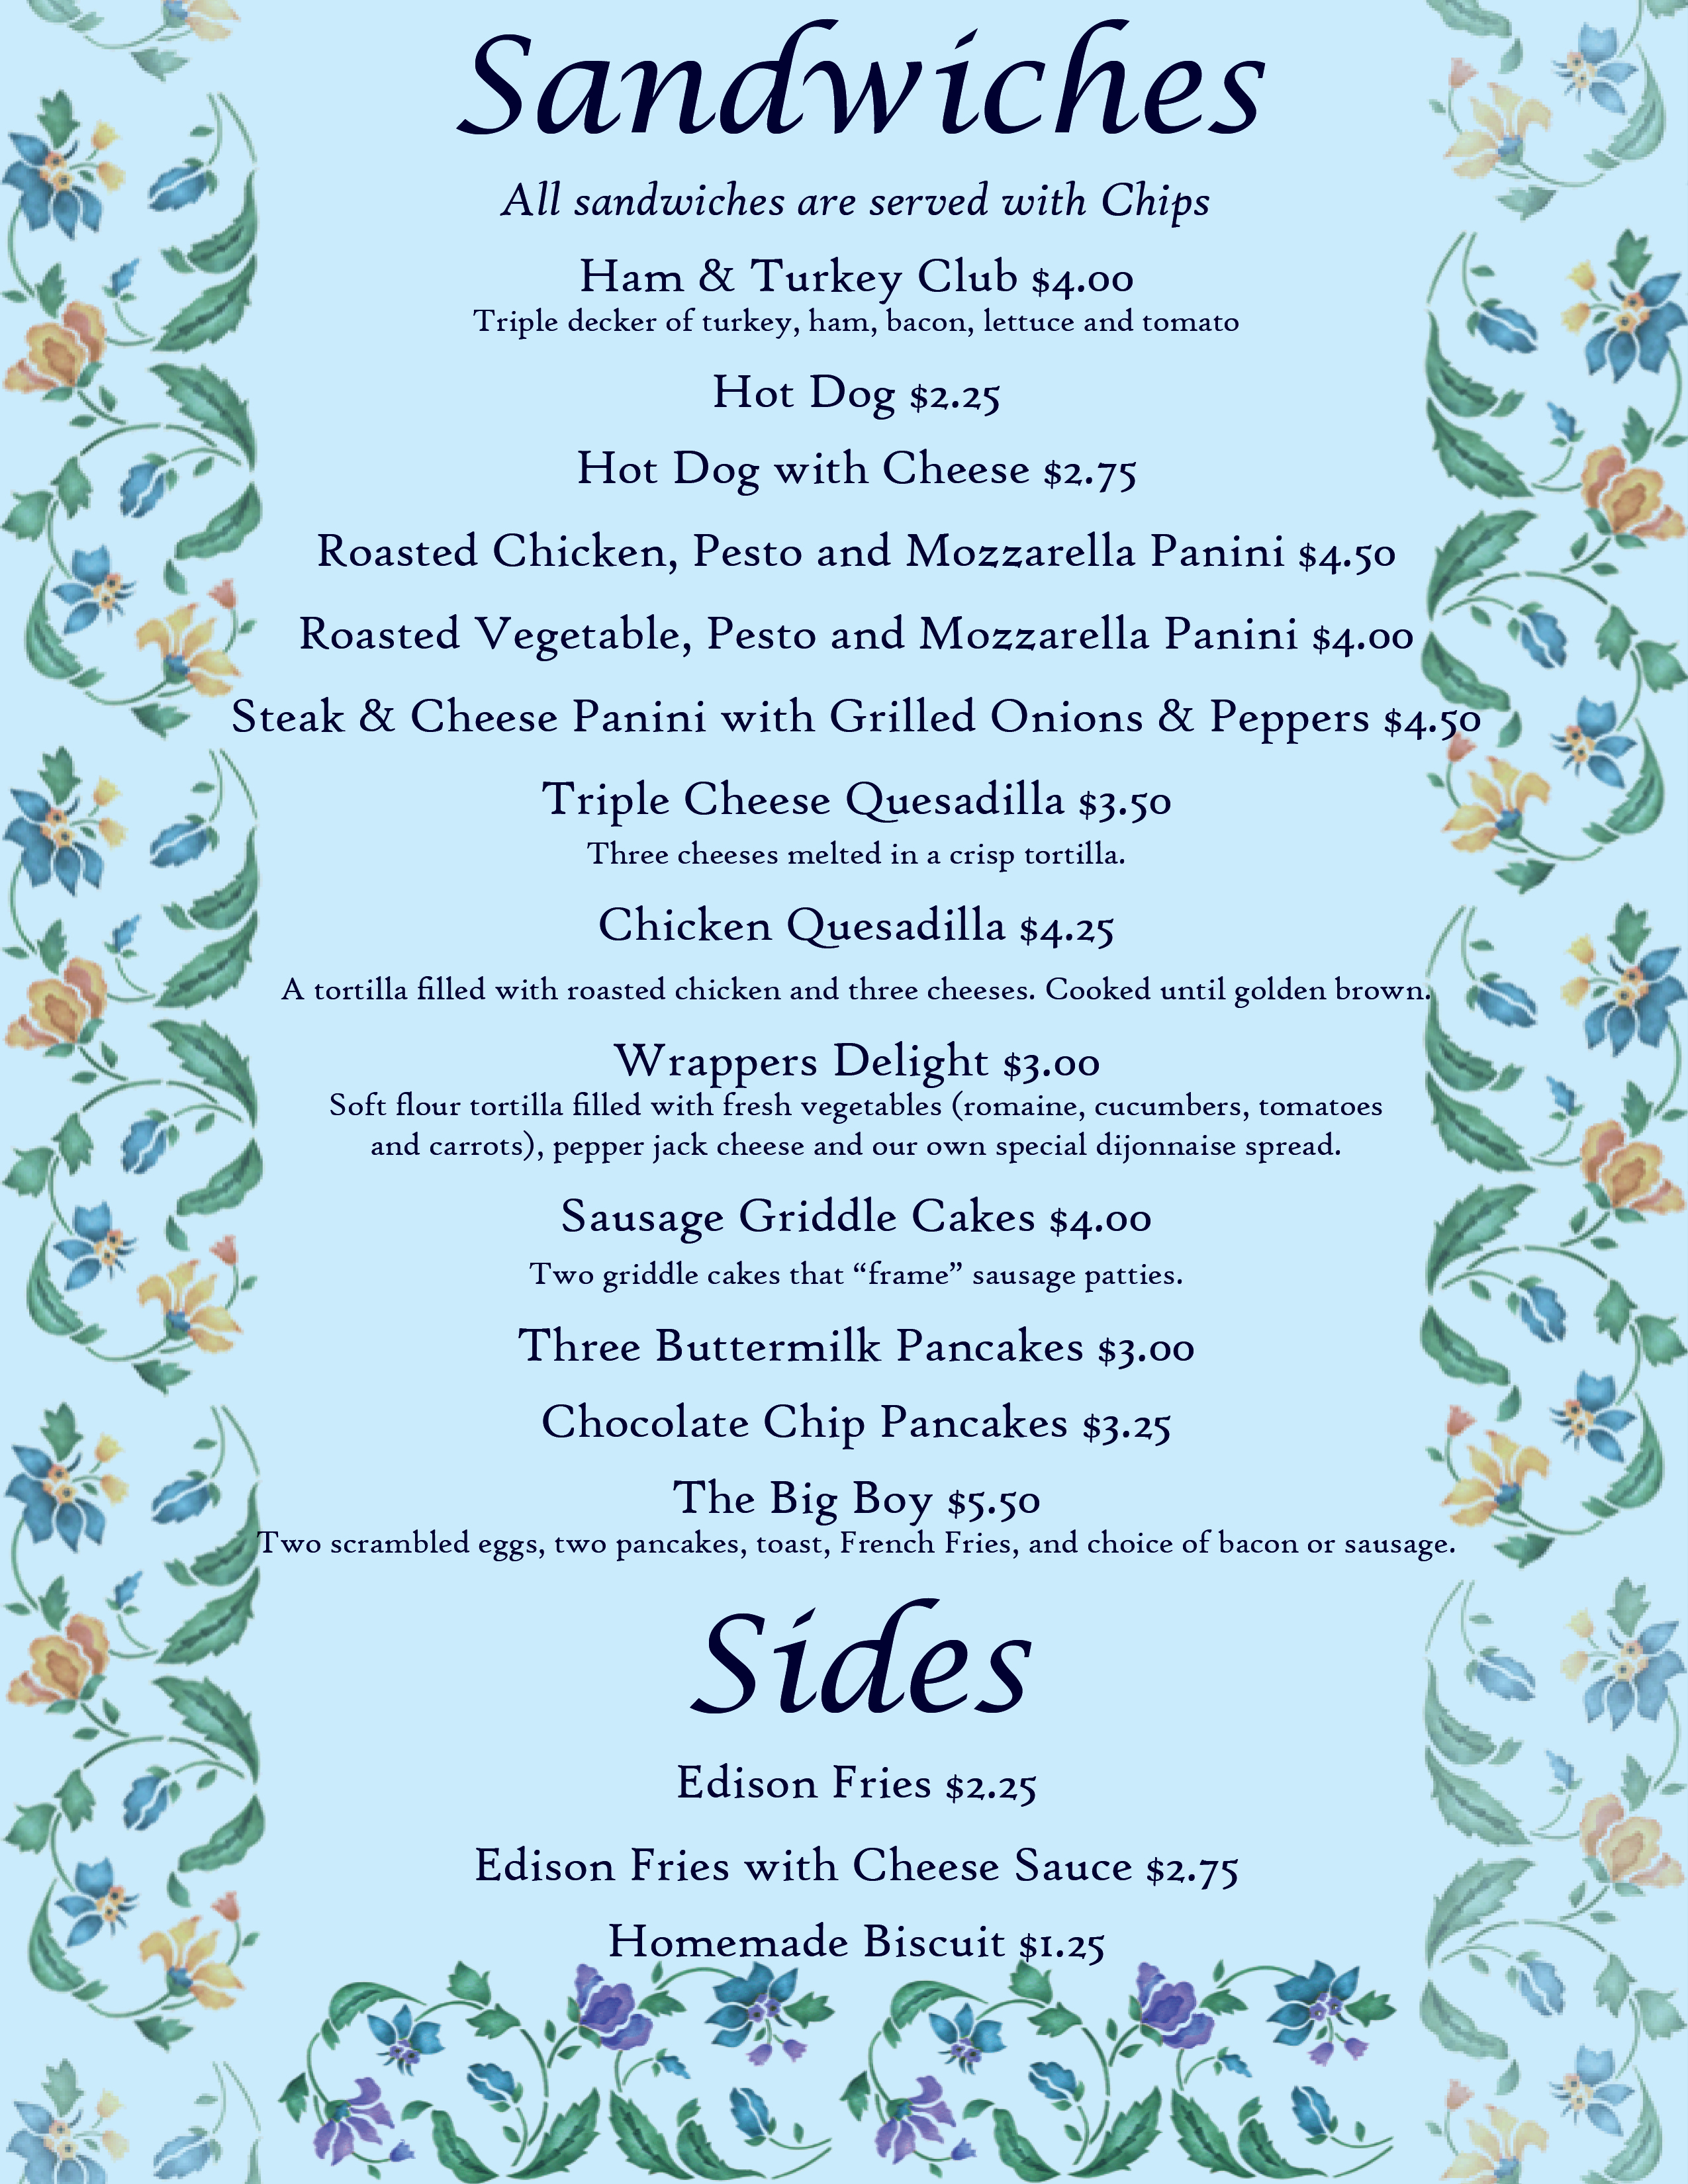 Sandwiches
All sandwiches are served with Chips
Ham & Turkey Club $4.00
Triple decker of turkey, ham, bacon, lettuce and tomato
Hot Dog $2.25
Hot Dog with Cheese $2.75
Roasted Chicken, Pesto and Mozzarella Panini $4.50
Roasted Vegetable, Pesto and Mozzarella Panini $4.00
Steak & Cheese Panini with Grilled Onions & Peppers $4.50
Triple Cheese Quesadilla $3.50
Three cheeses melted in a crisp tortilla.
Chicken Quesadilla $4.25
A tortilla filled with roasted chicken and three cheeses. Cooked until golden brown.
Wrappers Delight $3.00
Soft flour tortilla filled with fresh vegetables (romaine, cucumbers, tomatoes
and carrots), pepper jack cheese and our own special dijonnaise spread.
Sausage Griddle Cakes $4.00
Two griddle cakes that “frame” sausage patties.
Three Buttermilk Pancakes $3.00
Chocolate Chip Pancakes $3.25
The Big Boy $5.50
Two scrambled eggs, two pancakes, toast, French Fries, and choice of bacon or sausage.
Sides
Edison Fries $2.25
Edison Fries with Cheese Sauce $2.75
Homemade Biscuit $1.25